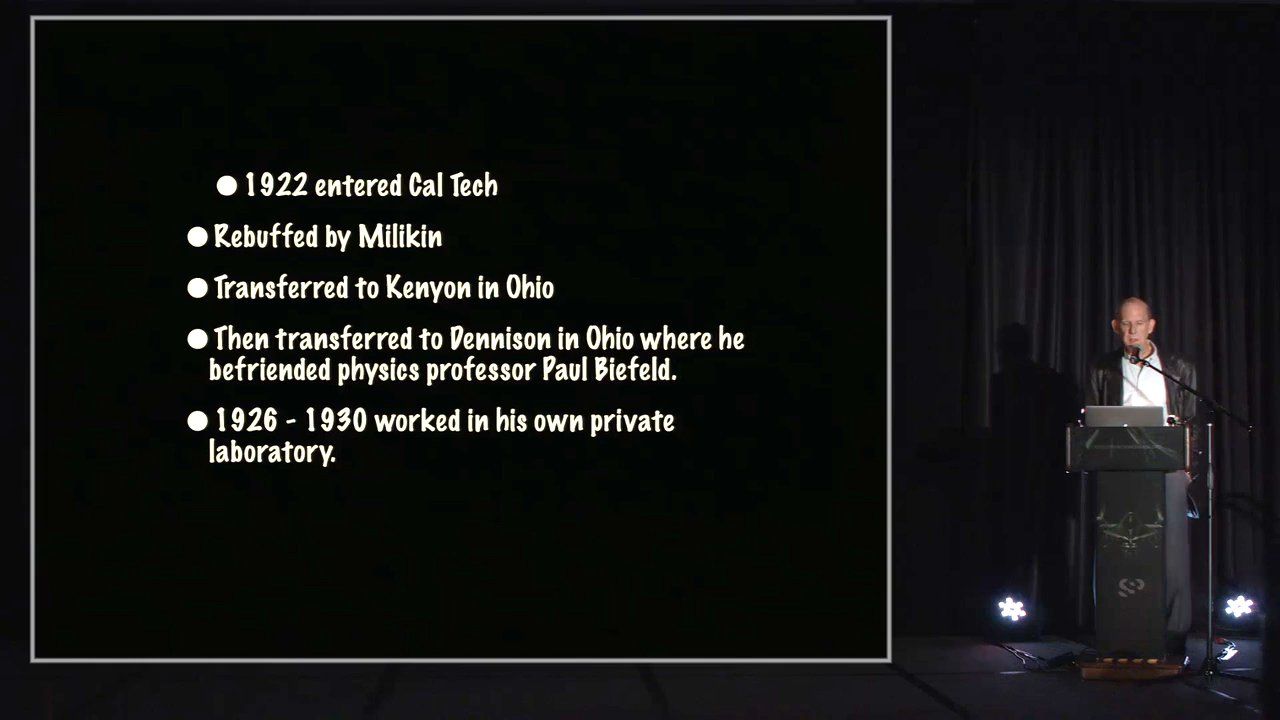 ● 1922 entered Cal Tech
● Rebuffed by Milikin
● Transferred to Kenyon in Ohio
● Then transferred to Dennison in Ohio where he
befriended physics professor Paul Biefeld.
● 1926 - 1930 worked in his own private
laboratory.